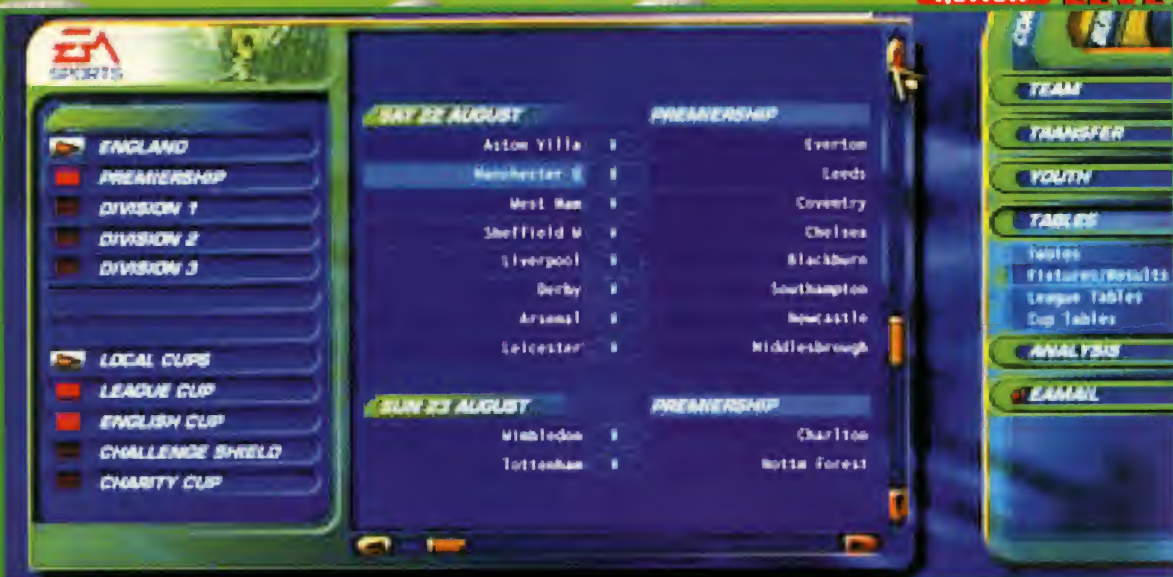 EA
SPORTS
ENGLAND
PREMIERSHIP
DIVISION 1
DIVISION 2
DIVISION 3
LOCAL CUPS
LEAGUE CUP
ENGLISH CUP
CHALLENGE SHIELD
CHARITY CUP
SAT 22 AUGUST PREMIERSHIP
Aston Villa v Everton
Manchester U v Leeds
West Ham v Coventry
Sheffield W v Chelsea
Liverpool v Blackburn
Derby v Southampton
Arsenal v Newcastle
Leicester v Middlesbrough
SUN 23 AUGUST PREMIERSHIP
Wimbledon v Charlton
Tottenham v Nottm Forest
TEAM
TRANSFER
YOUTH
TABLES
Tables
Fixtures/Results
League Tables
Cup Tables
ANALYSIS
EAMAIL